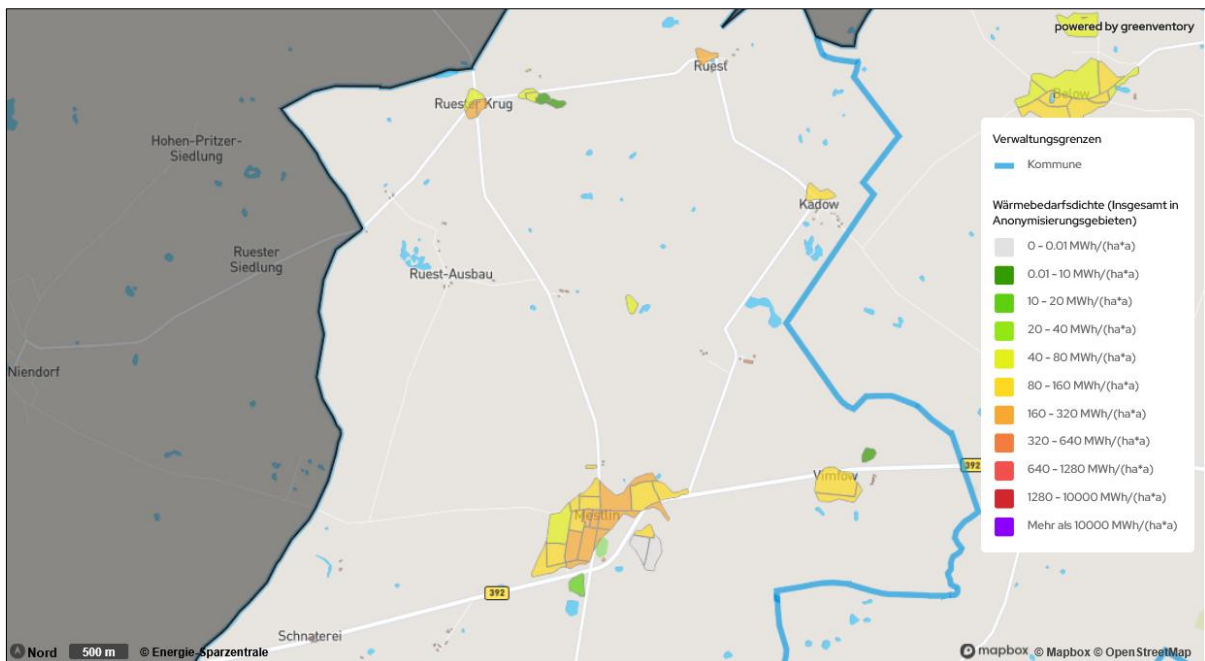 powered by greenventory
Ruest
Below
Ruester Krug
Hohen-Pritzer-
Siedlung
Verwaltungsgrenzen
Kommune
Kadow
Wärmebedarfsdichte (Insgesamt in
Anonymisierungsgebieten)
0 - 0.01 MWh/(ha*a)
0.01 - 10 MWh/(ha*a)
10 - 20 MWh/(ha*a)
20 - 40 MWh/(ha*a)
40 - 80 MWh/(ha*a)
80 - 160 MWh/(ha*a)
160 - 320 MWh/(ha*a)
320 - 640 MWh/(ha*a)
640 - 1280 MWh/(ha*a)
1280 - 10000 MWh/(ha*a)
Mehr als 10000 MWh/(ha*a)
Ruester
Siedlung
Ruest-Ausbau
Niendorf
392
Vimfow
Mestlin
392
Schnaterei
Nord
500 m
© Energie-Sparzentrale
mapbox © Mapbox © OpenStreetMap